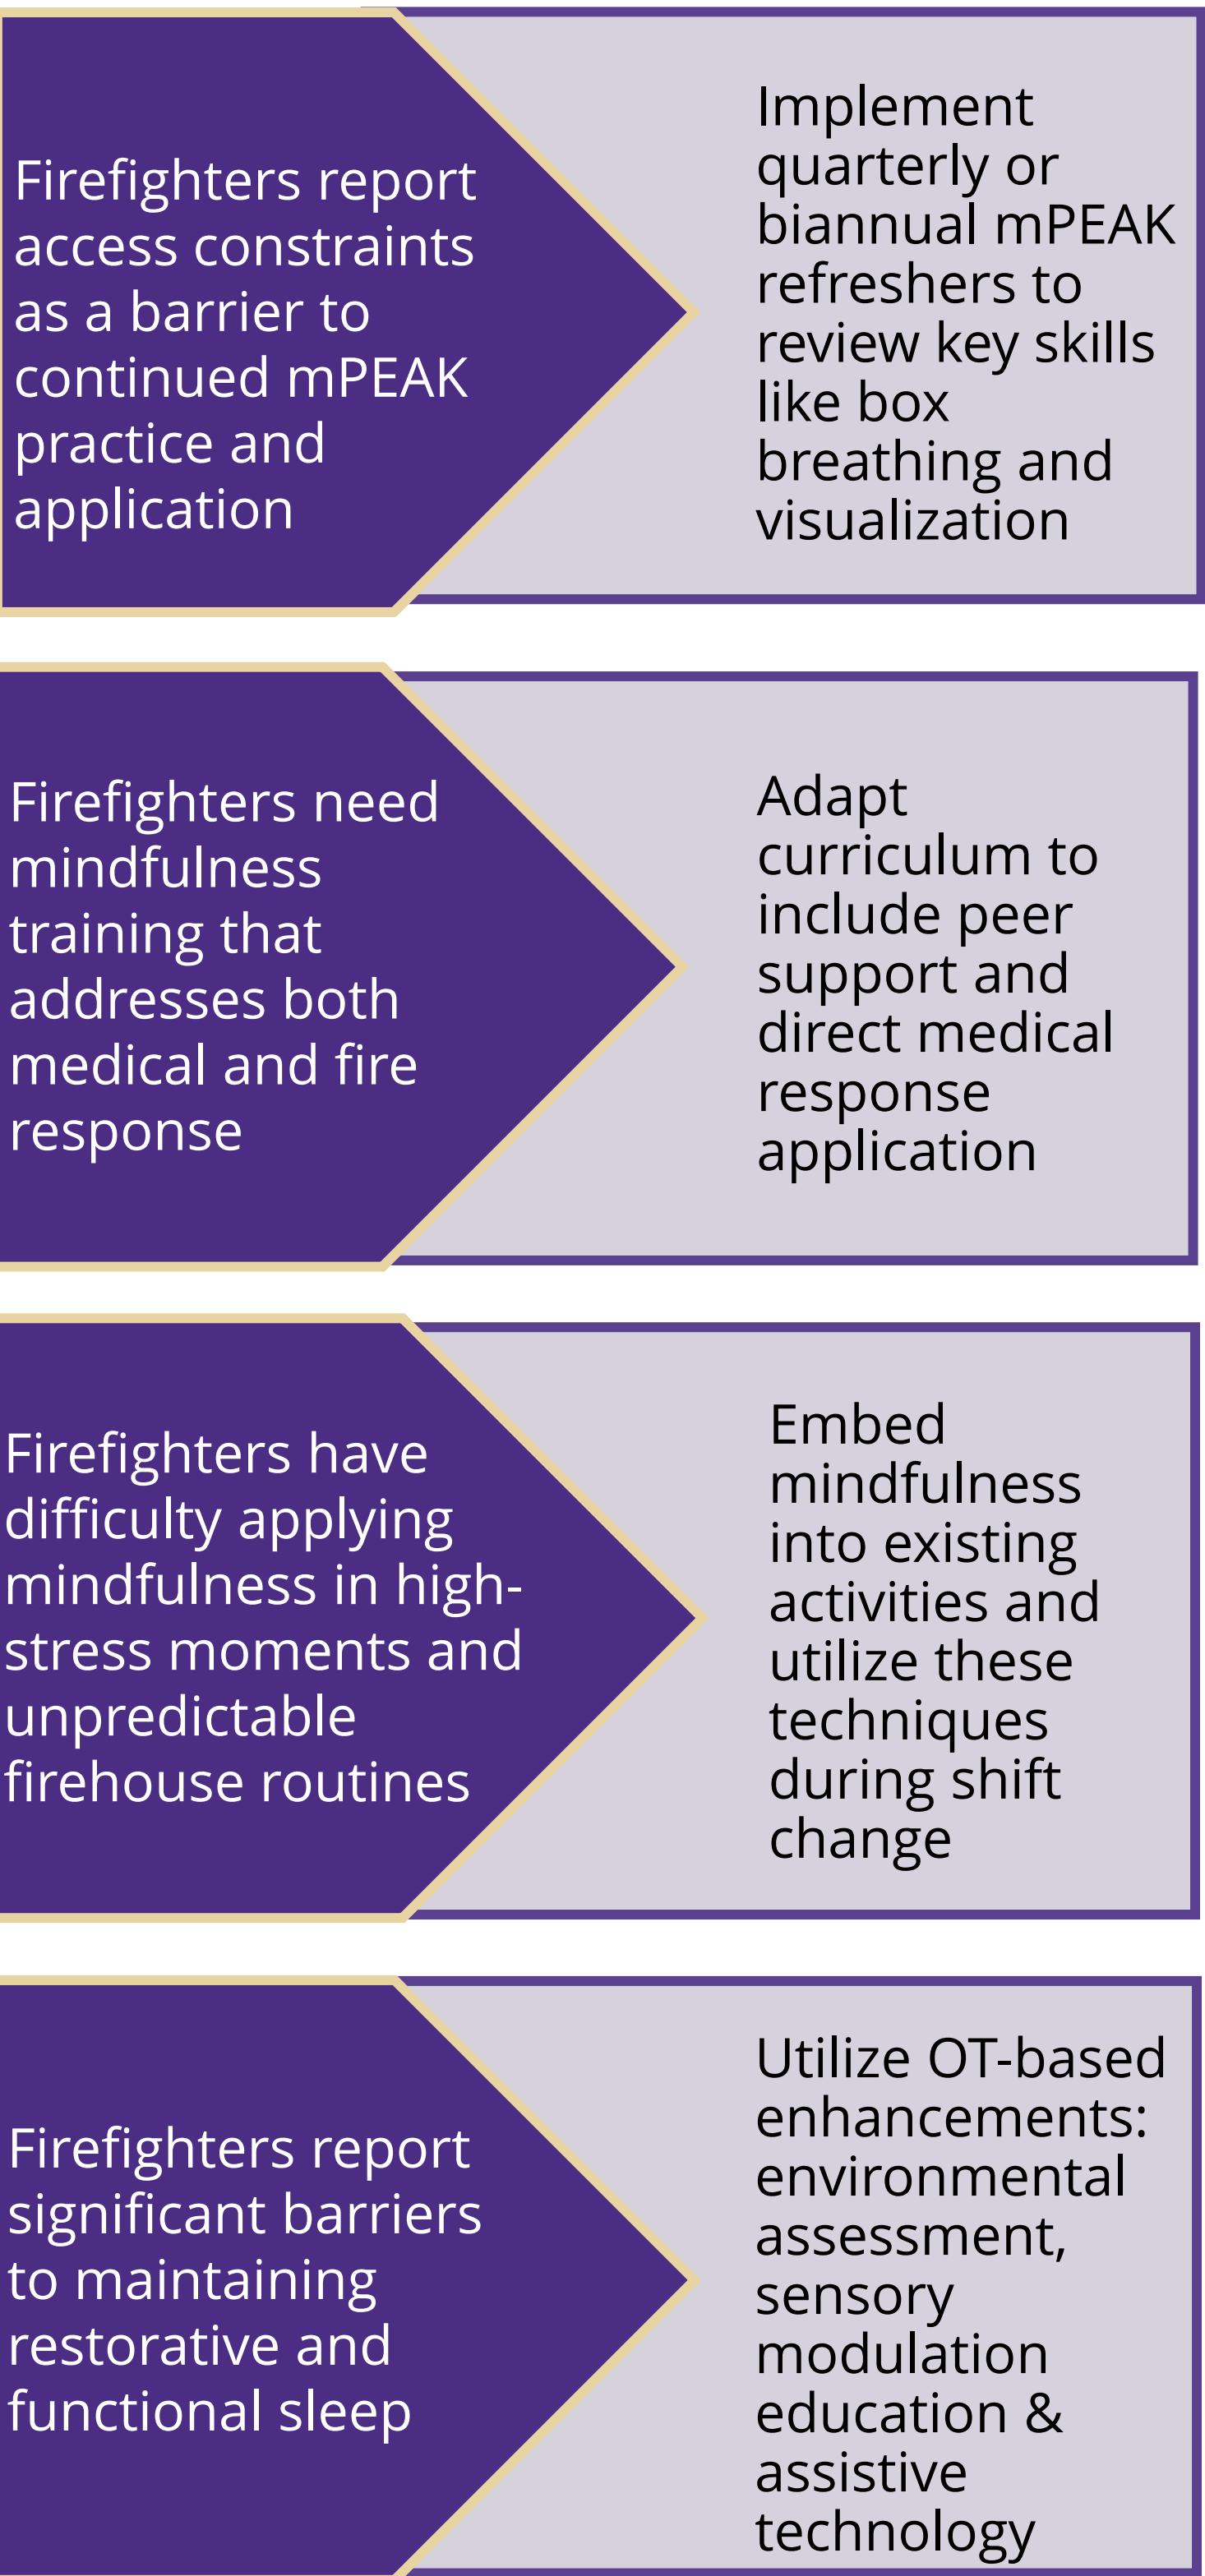 Firefighters report
access constraints
as a barrier to
continued mPEAK
practice and
application
Implement
quarterly or
biannual mPEAK
refreshers to
review key skills
like box
breathing and
visualization
Firefighters need
mindfulness
training that
addresses both
medical and fire
response
Adapt
curriculum to
include peer
support and
direct medical
response
application
Firefighters have
difficulty applying
mindfulness in high-
stress moments and
unpredictable
firehouse routines
Embed
mindfulness
into existing
activities and
utilize these
techniques
during shift
change
Firefighters report
significant barriers
to maintaining
restorative and
functional sleep
Utilize OT-based
enhancements:
environmental
assessment,
sensory
modulation
education &
assistive
technology